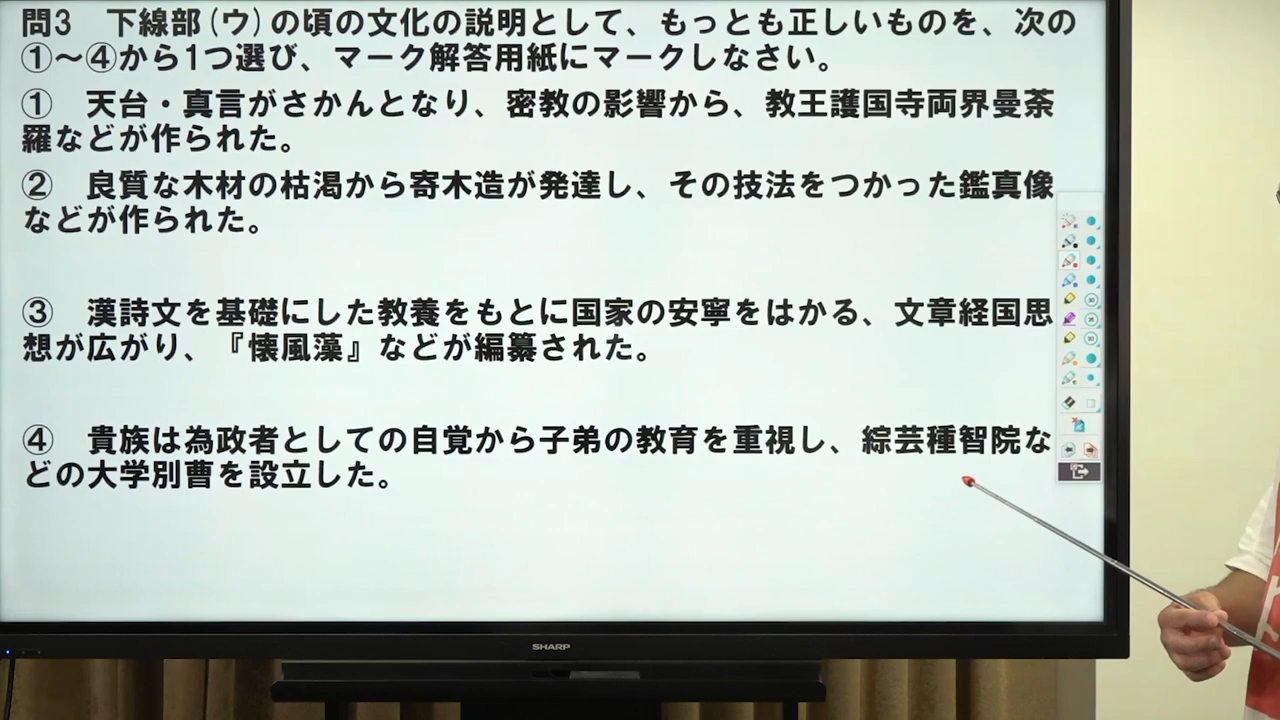 問3　下線部(ウ)の頃の文化の説明として、もっとも正しいものを、次の
①～④から1つ選び、マーク解答用紙にマークしなさい。
①　天台・真言がさかんとなり、密教の影響から、教王護国寺両界曼荼
羅などが作られた。
②　良質な木材の枯渇から寄木造が発達し、その技法をつかった鑑真像
などが作られた。
③　漢詩文を基礎にした教養をもとに国家の安寧をはかる、文章経国思
想が広がり、『懐風藻』などが編纂された。
④　貴族は為政者としての自覚から子弟の教育を重視し、綜芸種智院な
どの大学別曹を設立した。
SHARP